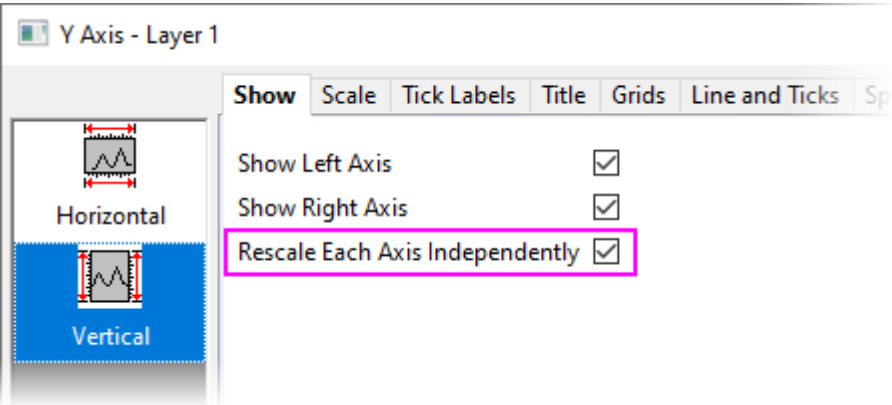 Y Axis - Layer 1
Show Scale Tick Labels Title Grids Line and Ticks Sp
Horizontal
Vertical
Show Left Axis
Show Right Axis
Rescale Each Axis Independently